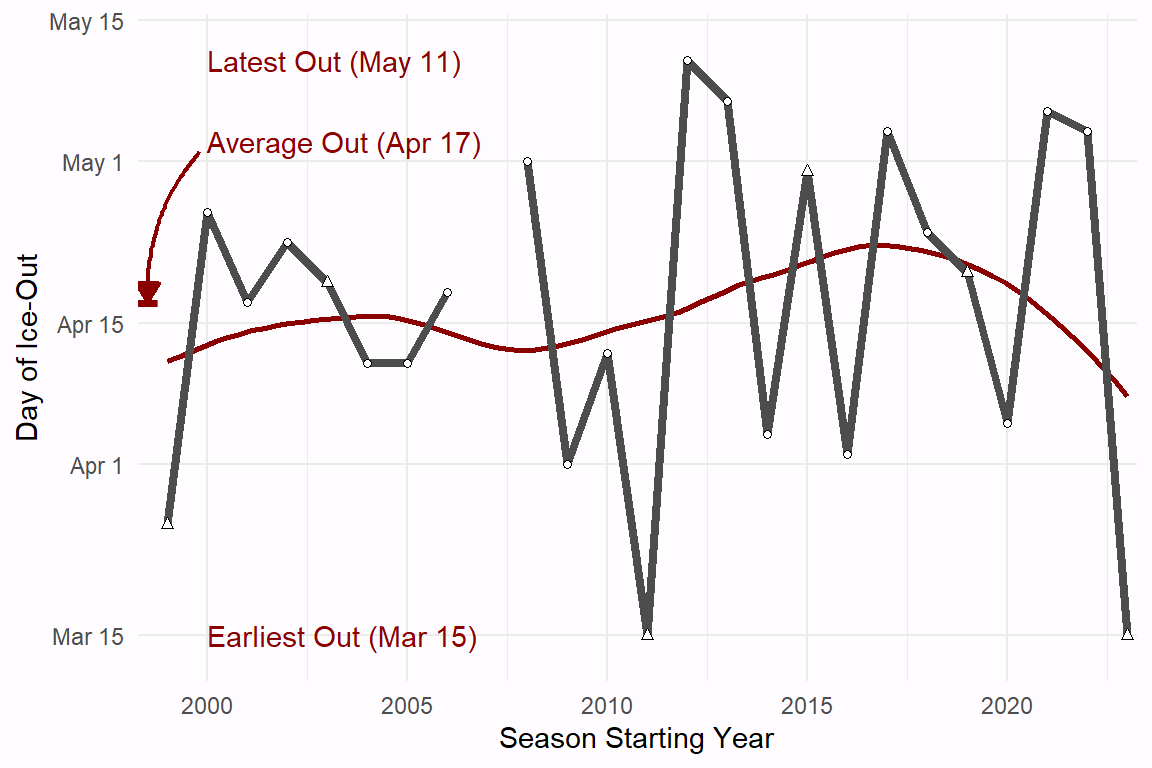 May 15
Latest Out (May 11)
Average Out (Apr 17)
May 1
Apr 15
Apr 1
Mar 15
Earliest Out (Mar 15)
Day of Ice-Out
2000 2005 2010 2015 2020
Season Starting Year